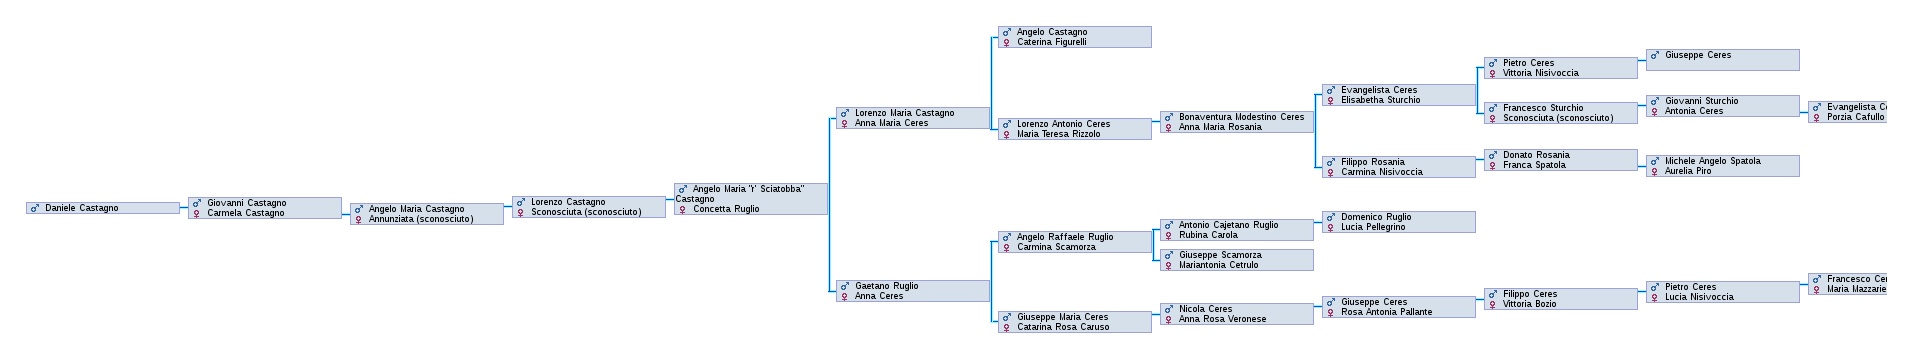 Daniele Castagno
Giovanni Castagno
Carmela Castagno
Angelo Maria Castagno
Annunziata (sconosciuto)
Lorenzo Castagno
Sconosciuta (sconosciuto)
Angelo Maria "r' Sciatobba"
Castagno
Concetta Ruglio
Lorenzo Maria Castagno
Anna Maria Ceres
Angelo Castagno
Caterina Figurelli
Lorenzo Antonio Ceres
Maria Teresa Rizzolo
Bonaventura Modestino Ceres
Anna Maria Rosania
Evangelista Ceres
Elisabetha Sturchio
Pietro Ceres
Vittoria Nisivoccia
Giuseppe Ceres
Francesco Sturchio
Sconosciuta (sconosciuto)
Giovanni Sturchio
Antonia Ceres
Evangelista Ce
Porzia Cafullo
Filippo Rosania
Carmina Nisivoccia
Donato Rosania
Franca Spatola
Michele Angelo Spatola
Aurelia Piro
Gaetano Ruglio
Anna Ceres
Angelo Raffaele Ruglio
Carmina Scamorza
Antonio Cajetano Ruglio
Rubina Carola
Domenico Ruglio
Lucia Pellegrino
Giuseppe Scamorza
Mariantonia Cetrulo
Giuseppe Maria Ceres
Catarina Rosa Caruso
Nicola Ceres
Anna Rosa Veronese
Giuseppe Ceres
Rosa Antonia Pallante
Filippo Ceres
Vittoria Bozio
Pietro Ceres
Lucia Nisivoccia
Francesco Cer
Maria Mazzarie